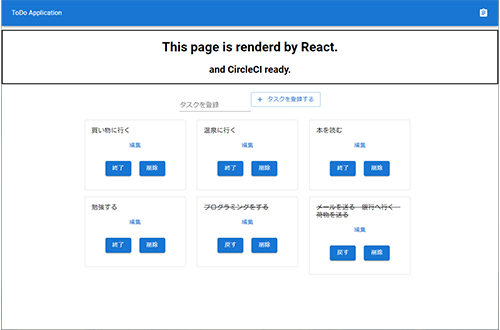 ToDo Application
This page is renderd by React.
and CircleCI ready.
タスクを登録
+ タスクを登録する
買い物に行く
編集
終了 削除
温泉に行く
編集
終了 削除
本を読む
編集
終了 削除
勉強する
編集
終了 削除
プログラミングをする
編集
戻す 削除
メールを送る 銀行へ行く
荷物を送る
編集
戻す 削除